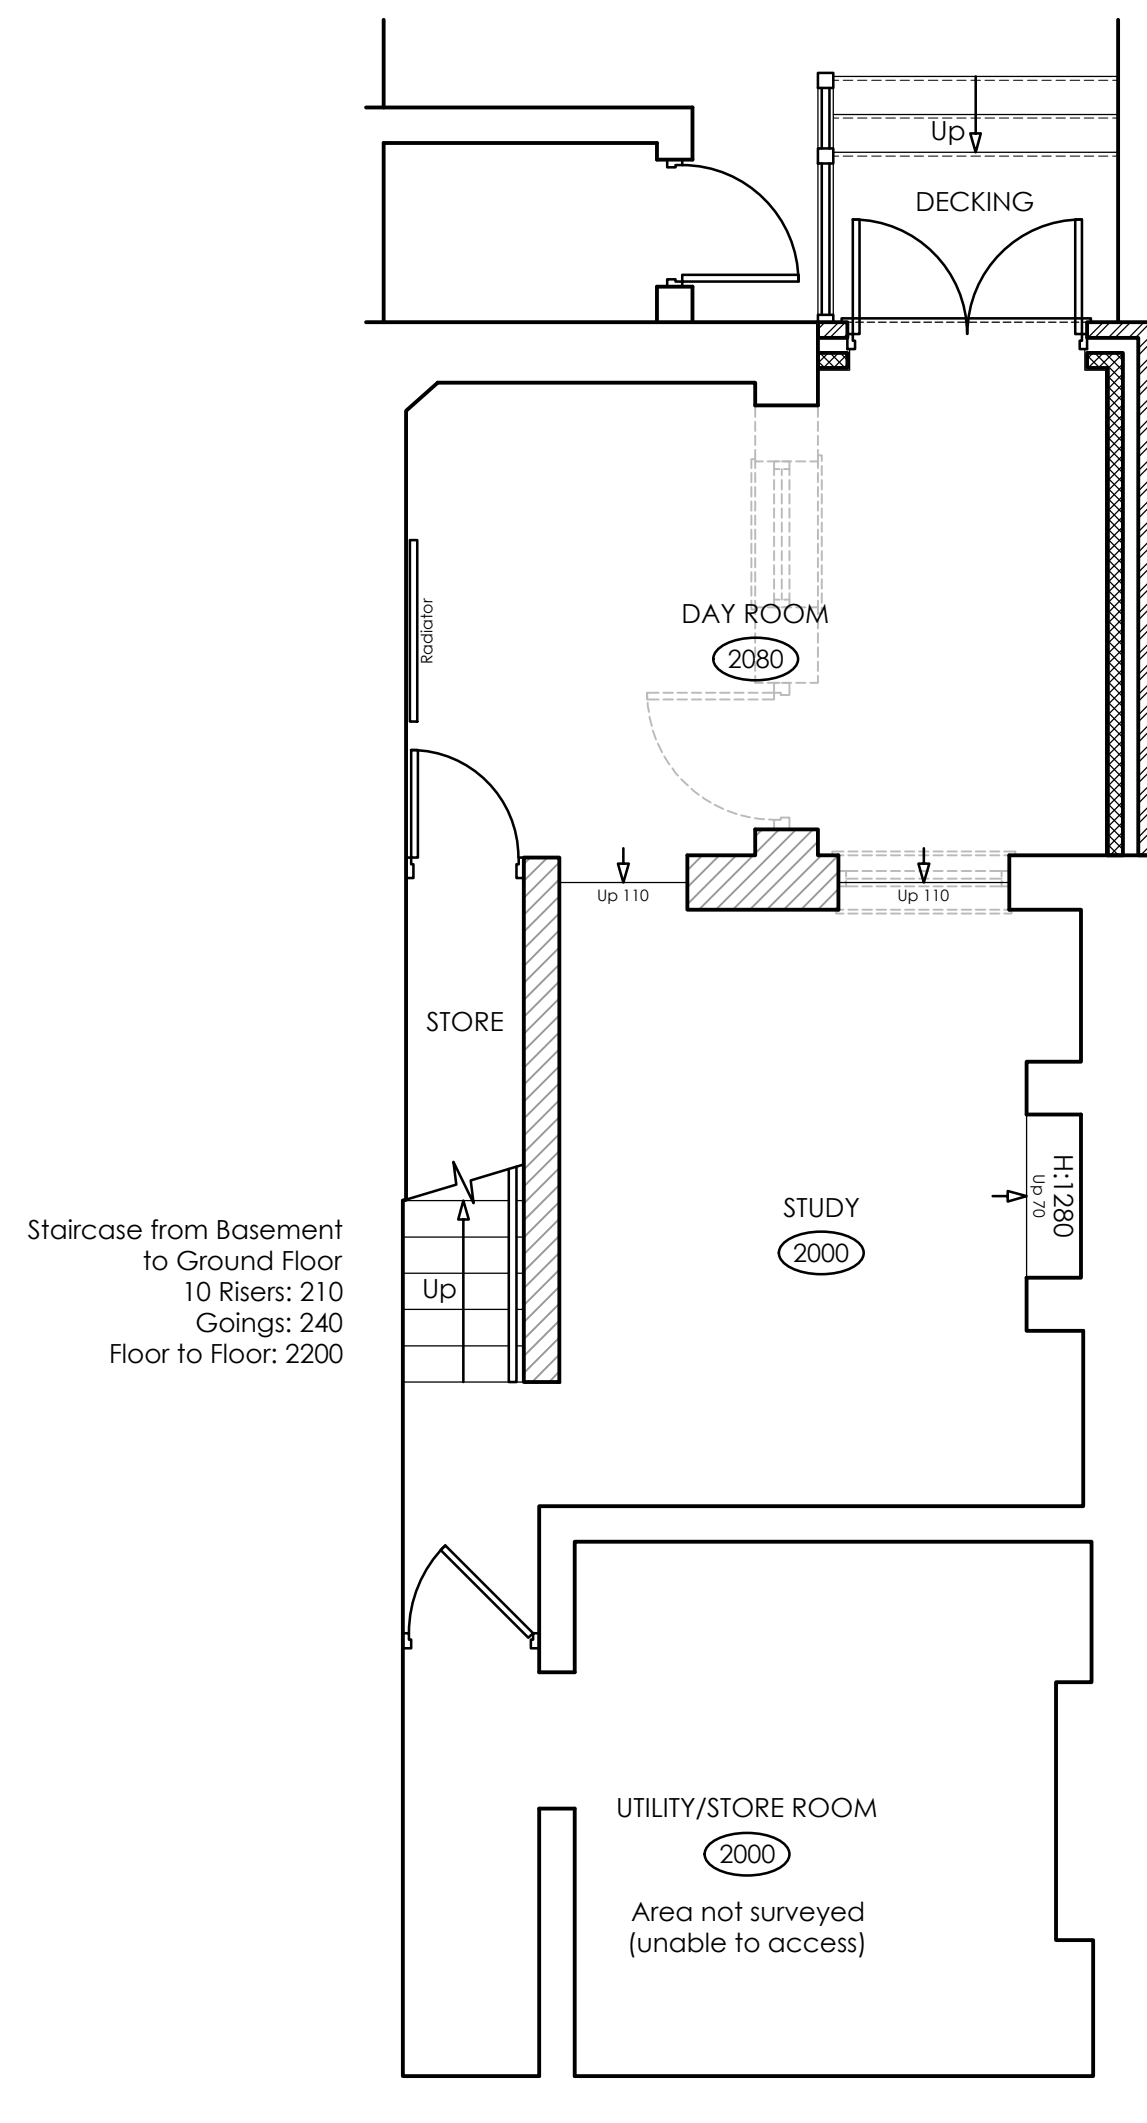 Up
DECKING
Radiator
DAY ROOM
2080
Up 110
Up 110
STORE
H:1280
Up 70
STUDY
2000
Staircase from Basement
to Ground Floor
10 Risers: 210
Goings: 240
Floor to Floor: 2200
Up
UTILITY/STORE ROOM
2000
Area not surveyed
(unable to access)